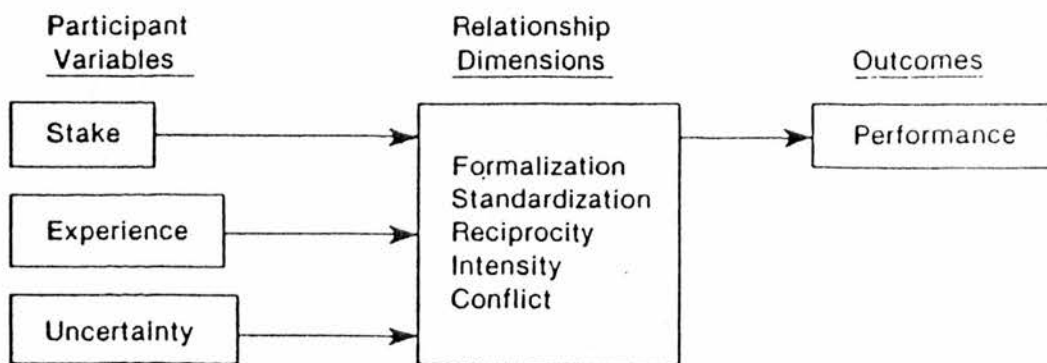 Participant
Variables
Relationship
Dimensions
Outcomes
Stake
Experience
Uncertainty
Formalization
Standardization
Reciprocity
Intensity
Conflict
Performance